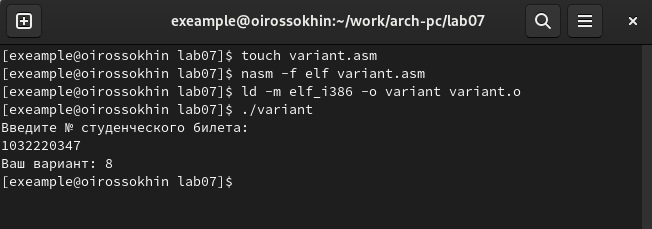 exeample@oirossokhin:~/work/arch-pc/lab07
[exeample@oirossokhin lab07]$ touch variant.asm
[exeample@oirossokhin lab07]$ nasm -f elf variant.asm
[exeample@oirossokhin lab07]$ ld -m elf_i386 -o variant variant.o
[exeample@oirossokhin lab07]$ ./variant
Введите № студенческого билета:
1032220347
Ваш вариант: 8
[exeample@oirossokhin lab07]$